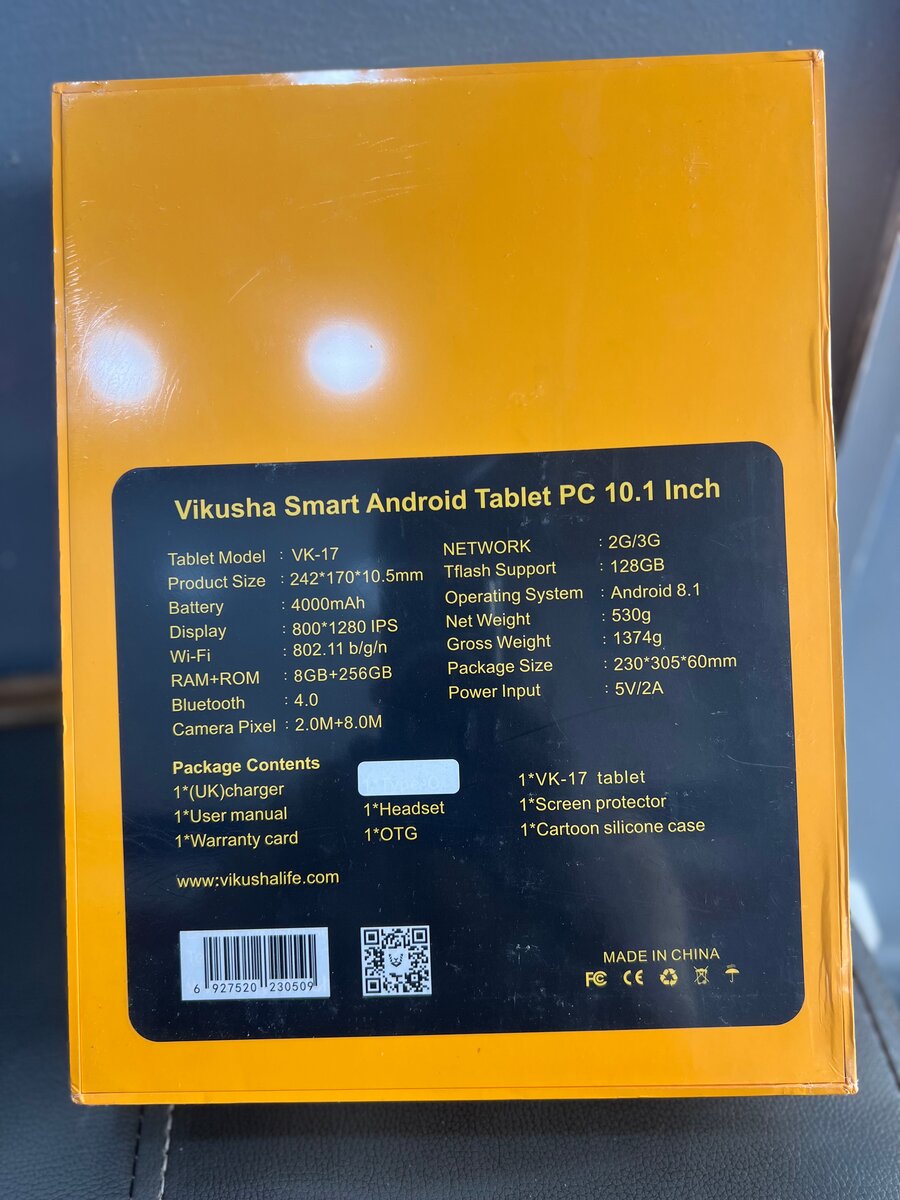 Vikusha Smart Android Tablet PC 10.1 Inch
Tablet Model : VK-17
Product Size : 242*170*10.5mm
Battery : 4000mAh
Display : 800*1280 IPS
Wi-Fi : 802.11 b/g/n
RAM+ROM : 8GB+256GB
Bluetooth : 4.0
Camera Pixel : 2.0M+8.0M
NETWORK : 2G/3G
Tflash Support : 128GB
Operating System : Android 8.1
Net Weight : 530g
Gross Weight : 1374g
Package Size : 230*305*60mm
Power Input : 5V/2A
Package Contents
1*(UK)charger
1*User manual
1*Warranty card
1*Headset
1*OTG
1*VK-17 tablet
1*Screen protector
1*Cartoon silicone case
www:vikushalife.com
6 927520 230509
MADE IN CHINA
FC CE